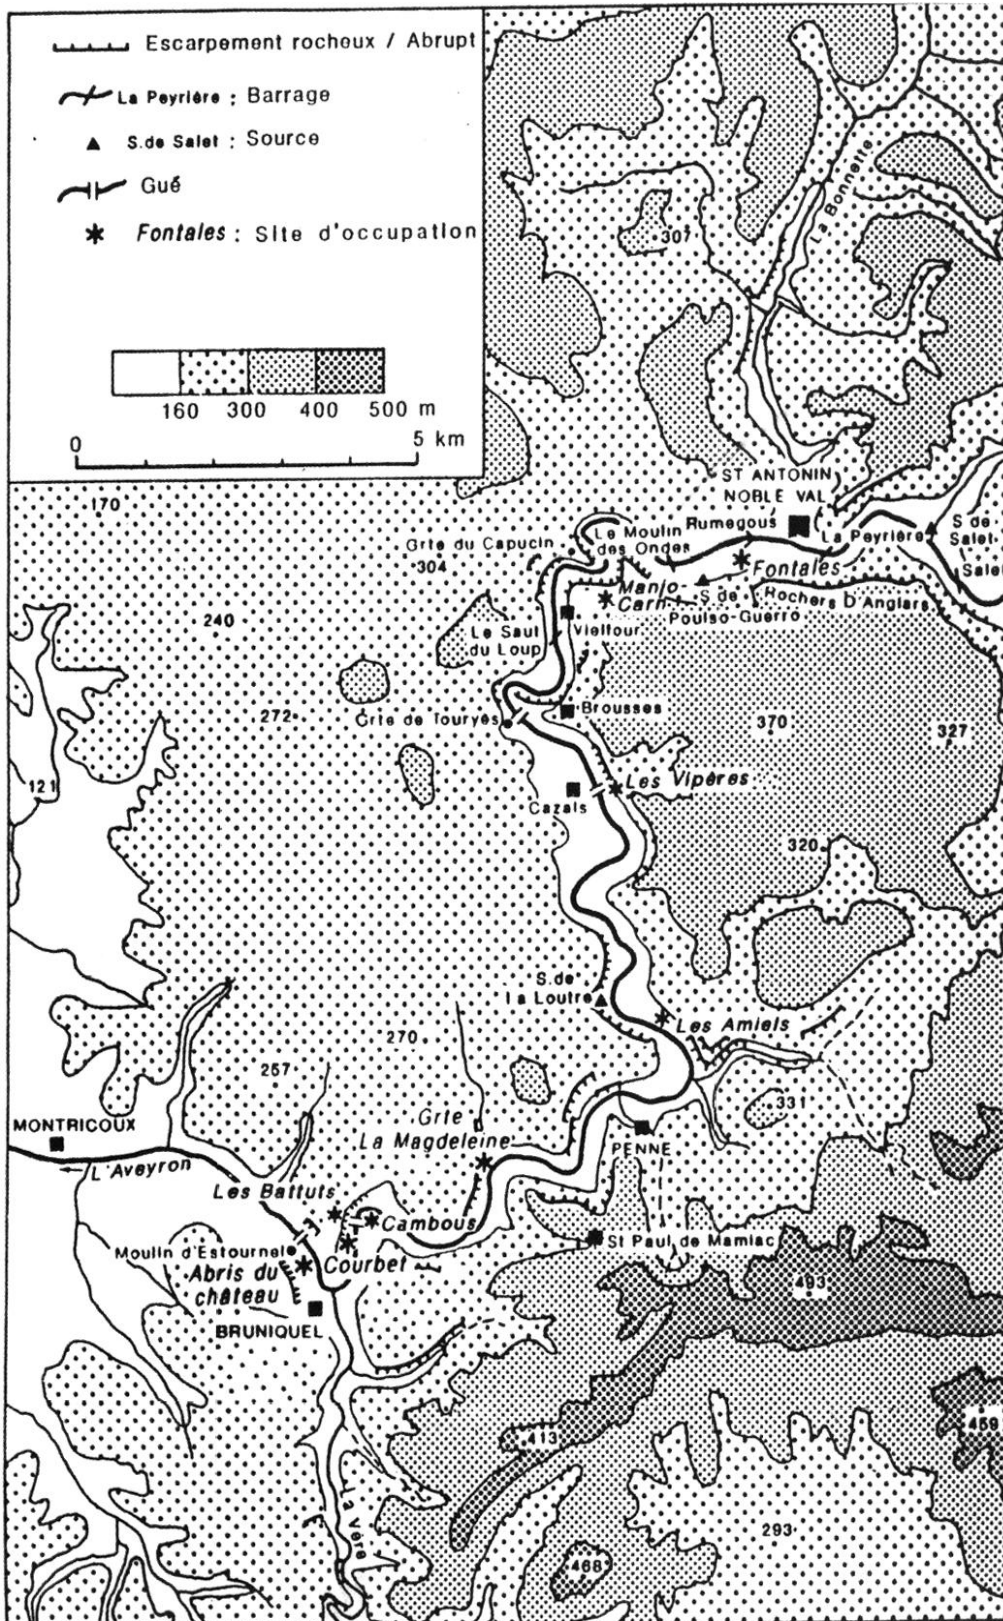 Escarpement rocheux / Abrupt
La Peyrière : Barrage
S.de Salet : Source
Gué
Fontales : Site d'occupation
160 300 400 500 m
0 5 km
170
307
La Bonnette
ST ANTONIN
NOBLE VAL
Rumegous
La Peyrière
S de
Salet
Salet
Le Moulin
des Ondes
Grte du Capucin
304
Fontales
Manjo-
Carn
S de
Poulso-Guerro
Rochers D'Anglars
240
Le Saut
du Loup
Vielfour
272
Grte de Touryès
Brousses
370
327
121
Cazals
Les Vipères
320
S.de
la Loutre
Les Amiels
270
257
331
MONTRICOUX
Grte
La Magdeleine
PENNE
L'Aveyron
Les Battuts
Cambous
St Paul de Mamiac
Moulin d'Estournel
Courbet
Abris du
château
493
BRUNIQUEL
413
459
La Vère
293
468